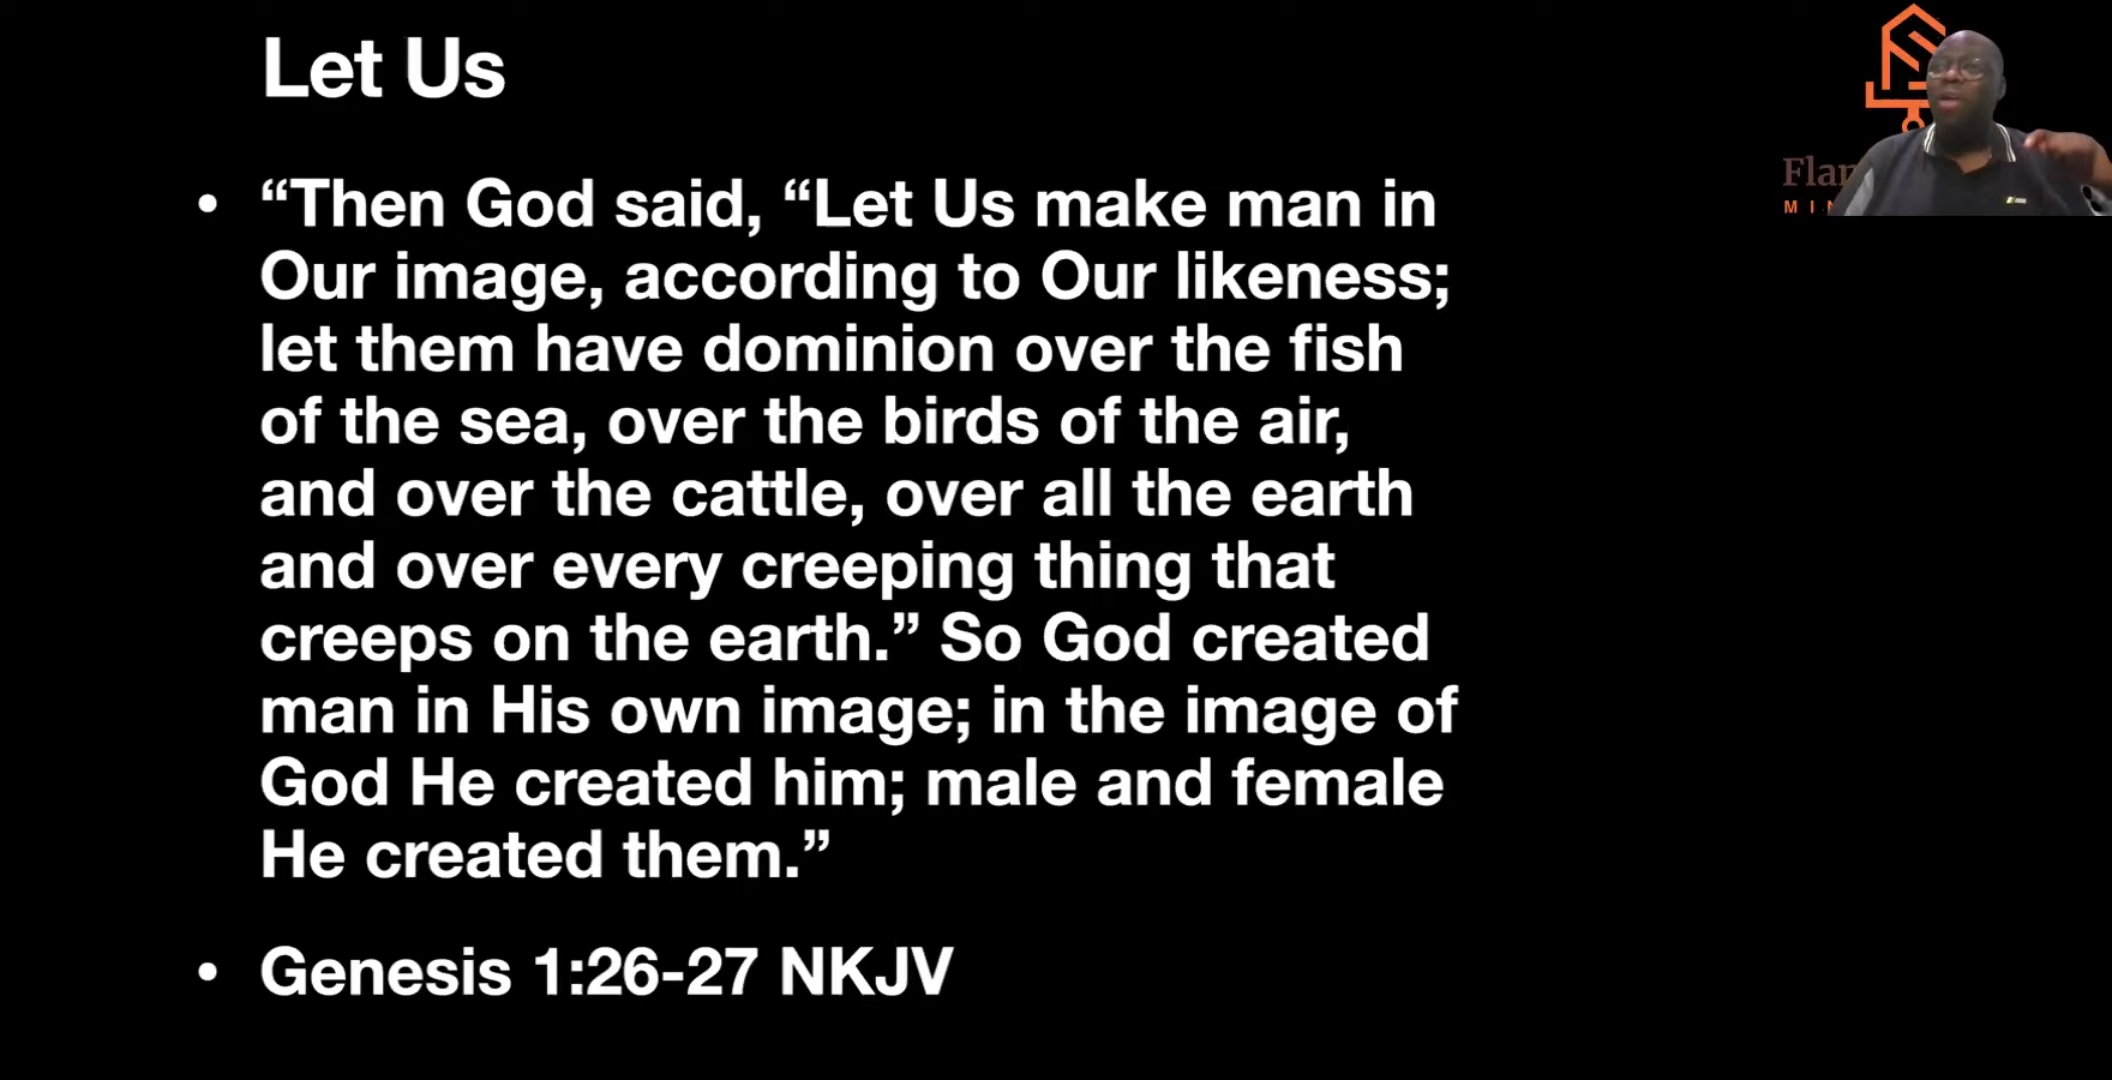 Let Us
• “Then God said, “Let Us make man in
Our image, according to Our likeness;
let them have dominion over the fish
of the sea, over the birds of the air,
and over the cattle, over all the earth
and over every creeping thing that
creeps on the earth.” So God created
man in His own image; in the image of
God He created him; male and female
He created them.”
• Genesis 1:26-27 NKJV